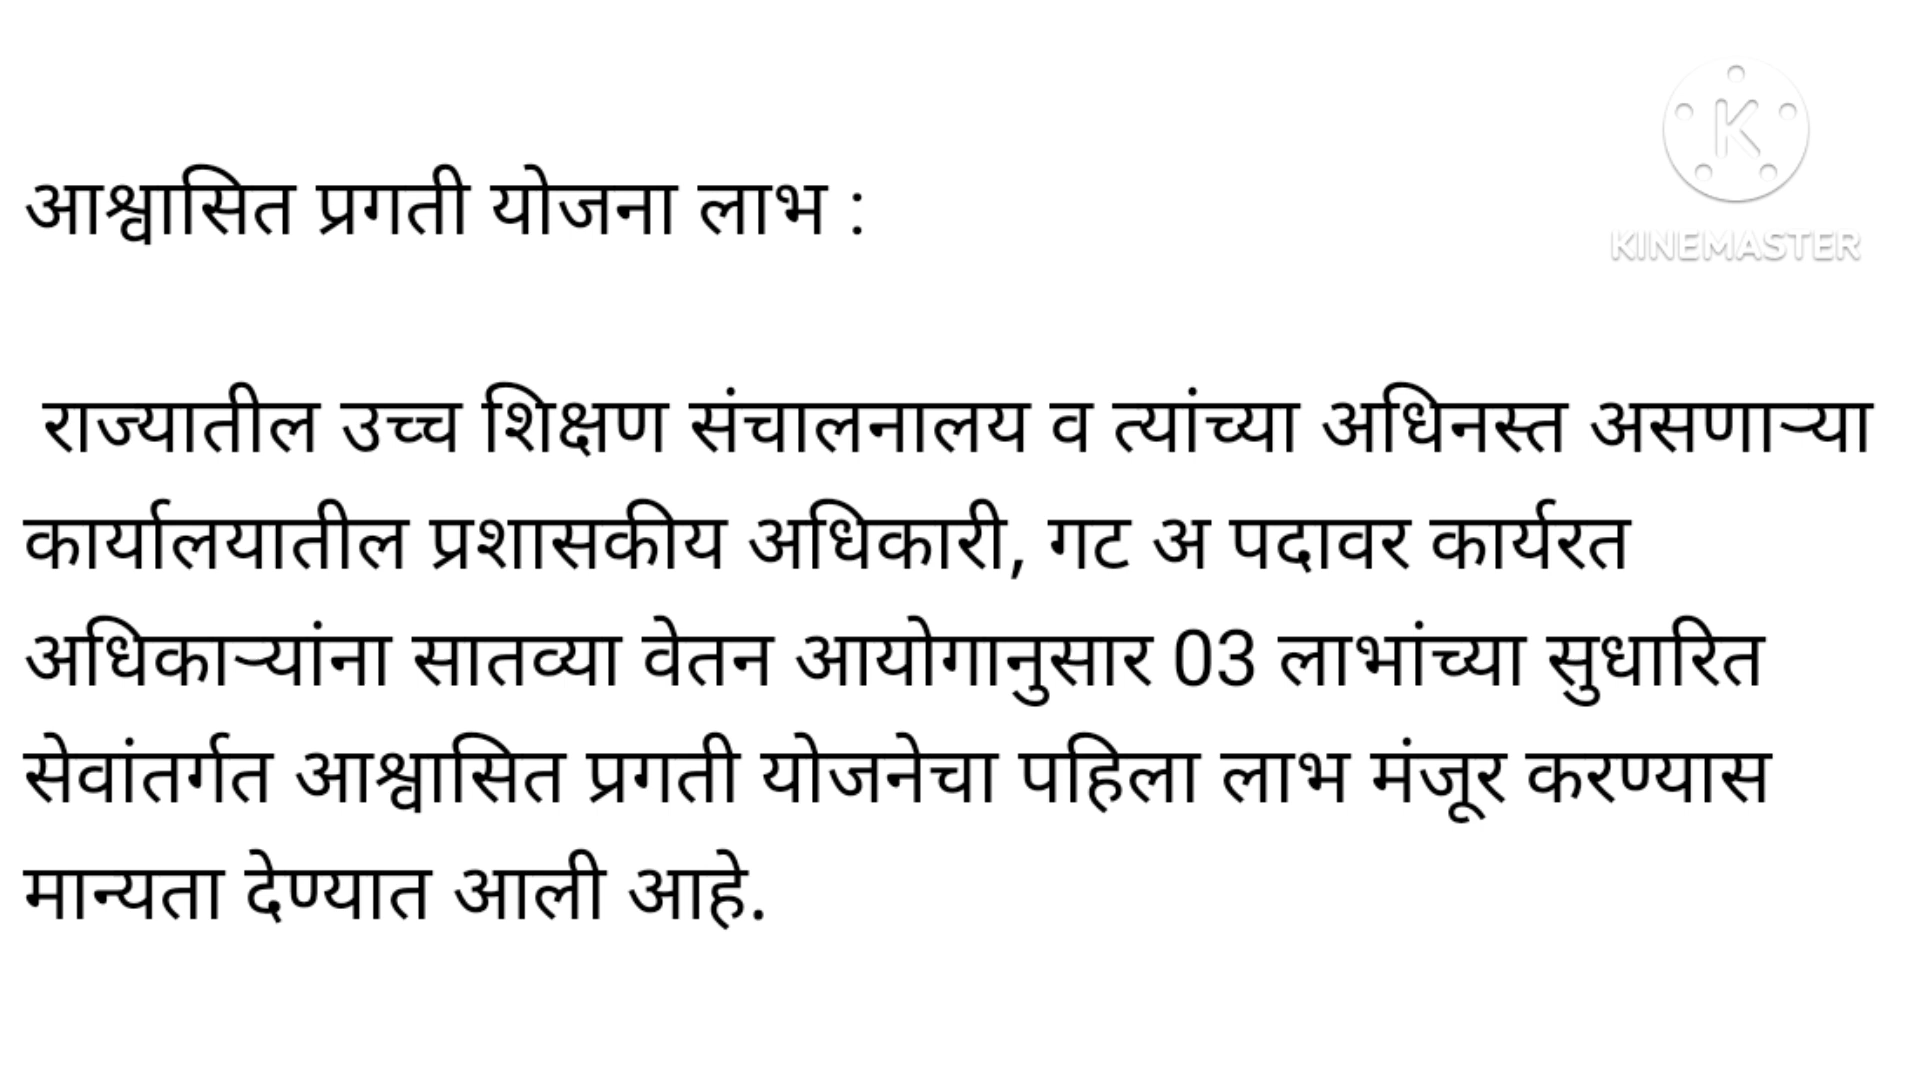 आश्वासित प्रगती योजना लाभ :
K
KINEMASTER
राज्यातील उच्च शिक्षण संचालनालय व त्यांच्या अधिनस्त असणाऱ्या
कार्यालयातील प्रशासकीय अधिकारी, गट अ पदावर कार्यरत
अधिकाऱ्यांना सातव्या वेतन आयोगानुसार 03 लाभांच्या सुधारित
सेवांतर्गत आश्वासित प्रगती योजनेचा पहिला लाभ मंजूर करण्यास
मान्यता देण्यात आली आहे.